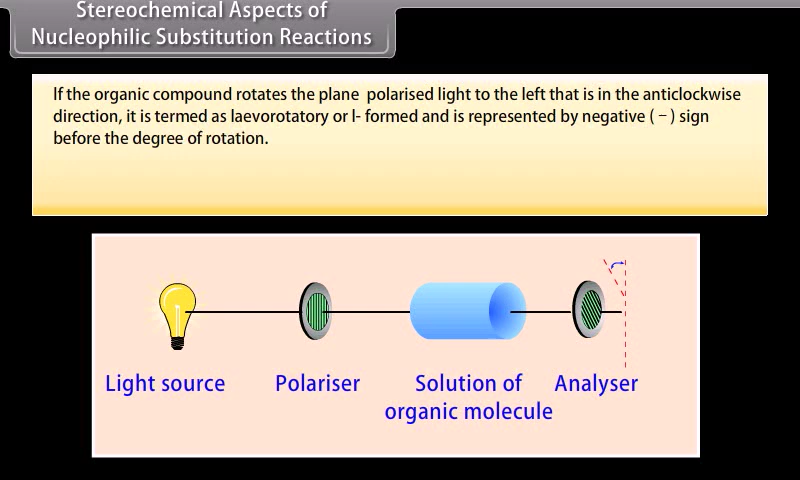 Stereochemical Aspects of
Nucleophilic Substitution Reactions
If the organic compound rotates the plane polarised light to the left that is in the anticlockwise
direction, it is termed as laevorotatory or l- formed and is represented by negative ( − ) sign
before the degree of rotation.
Light source
Polariser
Solution of
organic molecule
Analyser